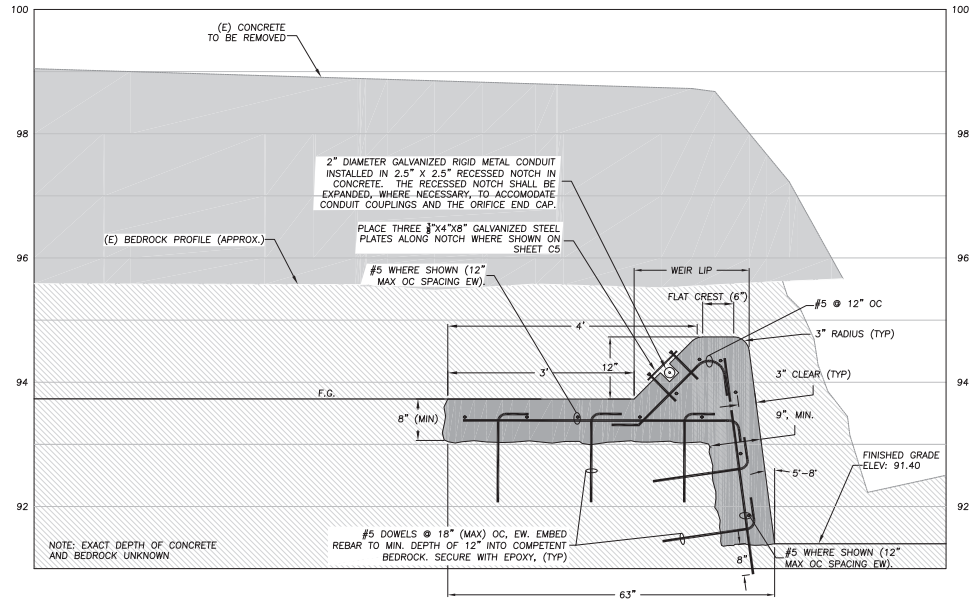 100
100
(E) CONCRETE
TO BE REMOVED
98
98
2" DIAMETER GALVANIZED RIGID METAL CONDUIT
INSTALLED IN 2.5" X 2.5" RECESSED NOTCH IN
CONCRETE. THE RECESSED NOTCH SHALL BE
EXPANDED, WHERE NECESSARY, TO ACCOMODATE
CONDUIT COUPLINGS AND THE ORIFICE END CAP.
PLACE THREE "X4"X8" GALVANIZED STEEL
PLATES ALONG NOTCH WHERE SHOWN ON
SHEET C5
(E) BEDROCK PROFILE (APPROX.)
96
96
#5 WHERE SHOWN (12"
MAX OC SPACING EW).
WEIR LIP
FLAT CREST (6")
#5 @ 12" OC
4'
3" RADIUS (TYP)
3'
12"
3" CLEAR (TYP)
94
94
F.G.
8" (MIN)
9", MIN.
FINISHED GRADE
ELEV: 91.40
5'-8'
92
92
#5 DOWELS @ 18" (MAX) OC, EW. EMBED
REBAR TO MIN. DEPTH OF 12" INTO COMPETENT
BEDROCK. SECURE WITH EPOXY, (TYP)
NOTE: EXACT DEPTH OF CONCRETE
AND BEDROCK UNKNOWN
8"
#5 WHERE SHOWN (12"
MAX OC SPACING EW).
63"